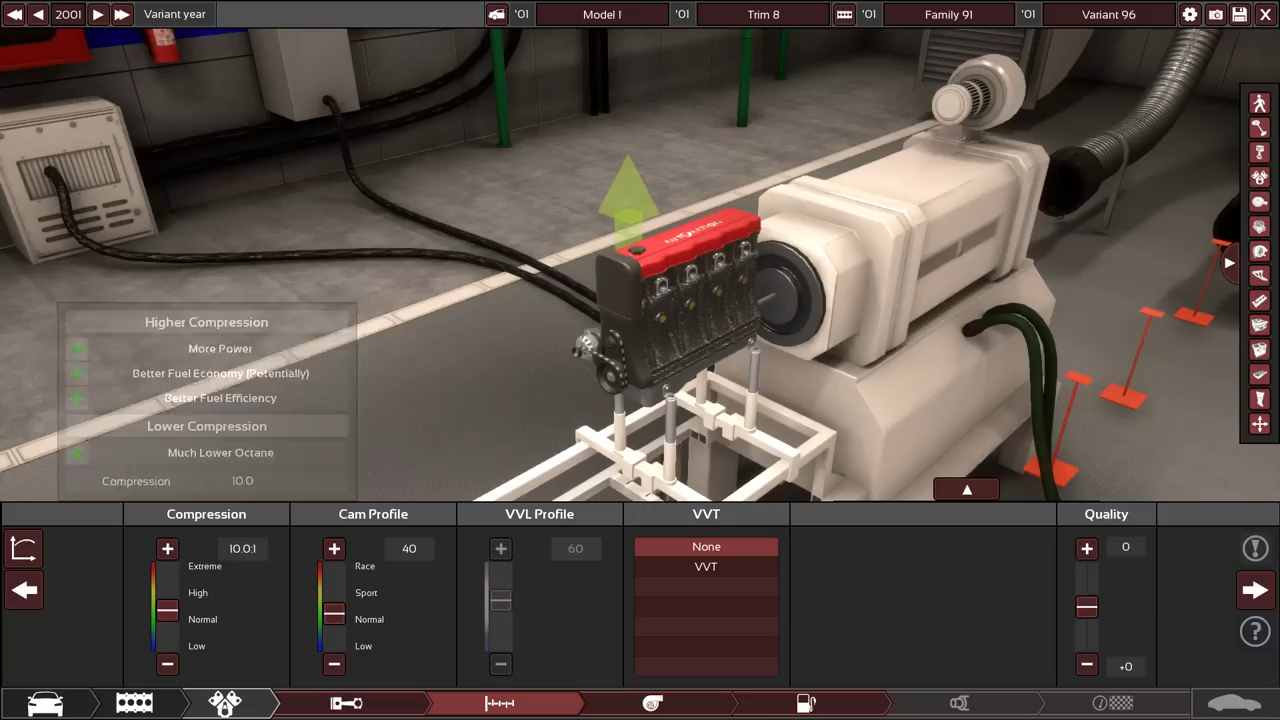 2001 Variant year '01 Model 1 '01 Trim 8 '01 Family 91 '01 Variant 96
AUTOMATION
Higher Compression
More Power
Better Fuel Economy (Potentially)
Better Fuel Efficiency
Lower Compression
Much Lower Octane
Compression 10.0
Compression Cam Profile VVL Profile VVT Quality
10.0:1 40 60 None 0
Extreme Race VVT
High Sport
Normal Normal
Low Low
+0